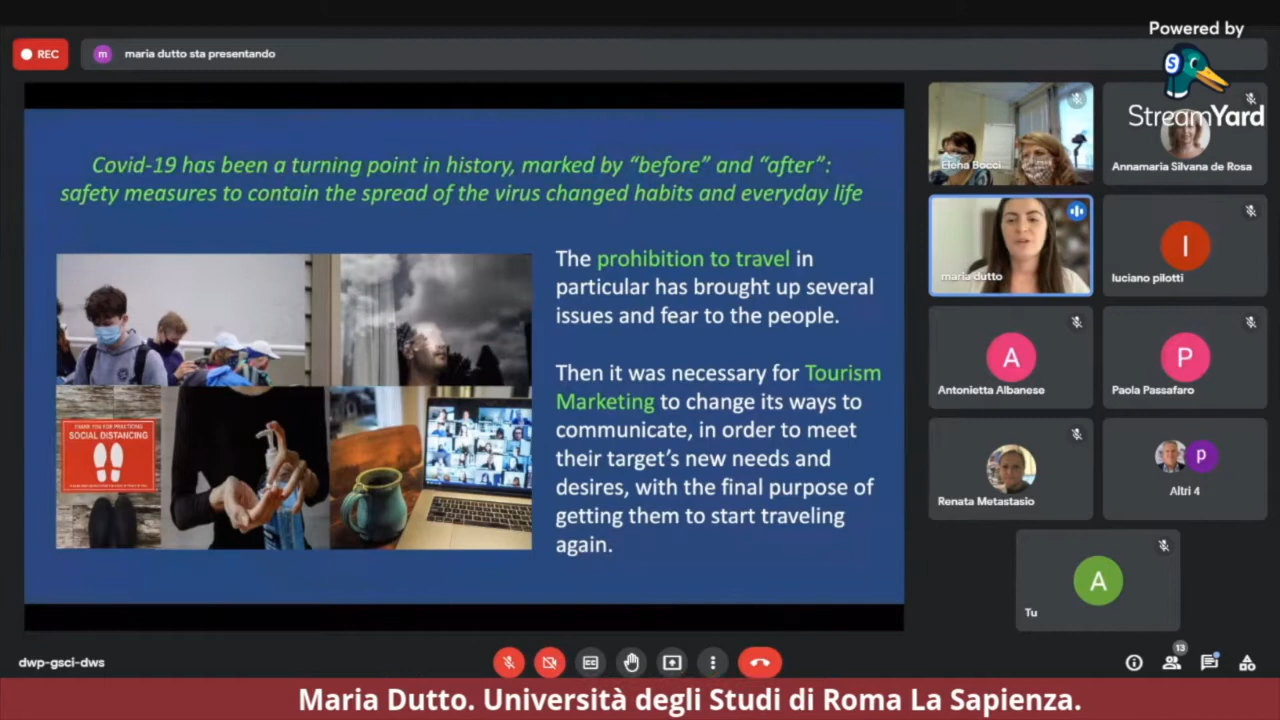 Powered by
StreamYard
REC
m
maria dutto sta presentando
Covid-19 has been a turning point in history, marked by “before” and “after”:
safety measures to contain the spread of the virus changed habits and everyday life
The prohibition to travel in
particular has brought up several
issues and fear to the people.
Then it was necessary for Tourism
Marketing to change its ways to
communicate, in order to meet
their target’s new needs and
desires, with the final purpose of
getting them to start traveling
again.
THANK YOU FOR PRACTICING
SOCIAL DISTANCING
Elena Bocci
Annamaria Silvana de Rosa
maria dutto
I
luciano pilotti
A
Antonietta Albanese
P
Paola Passafaro
Renata Metastasio
p
Altri 4
A
Tu
dwp-gsci-dws
13
Maria Dutto. Università degli Studi di Roma La Sapienza.